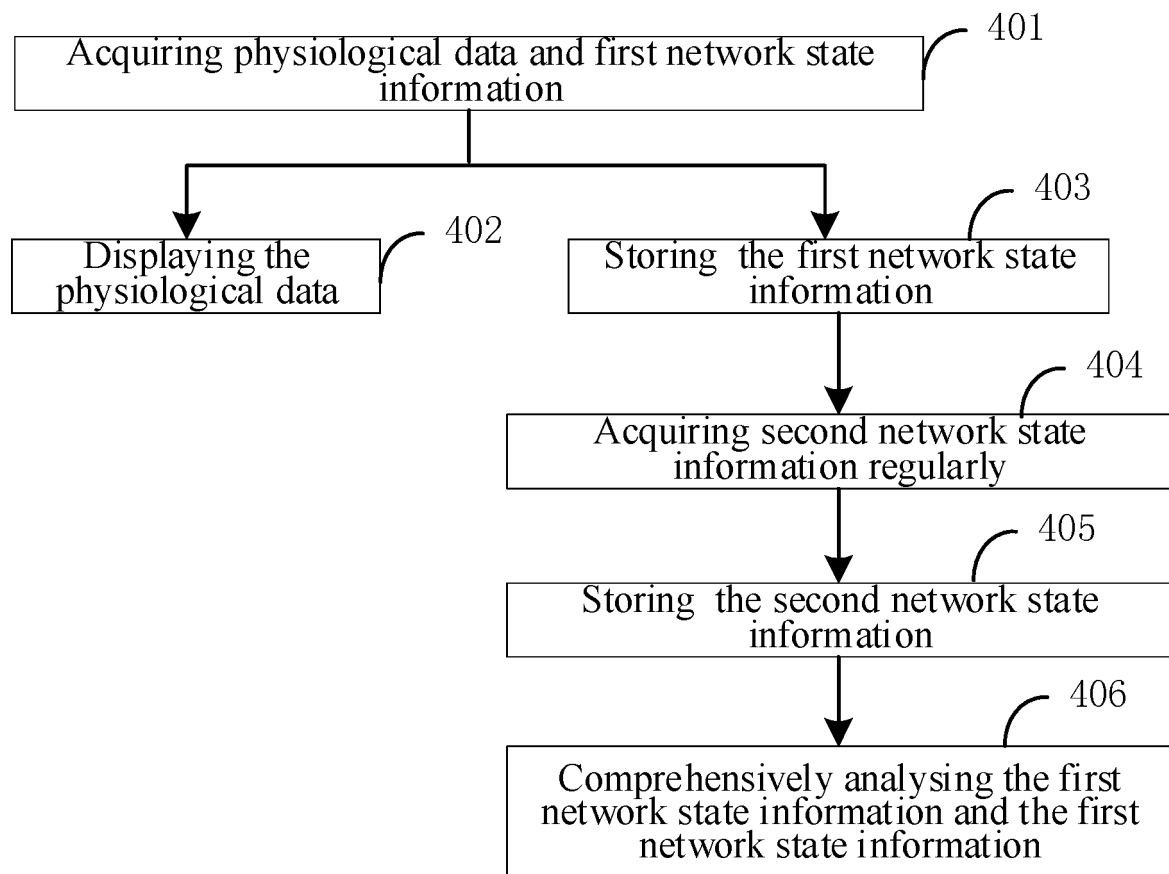 401
Acquiring physiological data and first network state
information
402
Displaying the
physiological data
403
Storing the first network state
information
404
Acquiring second network state
information regularly
405
Storing the second network state
information
406
Comprehensively analysing the first
network state information and the first
network state information